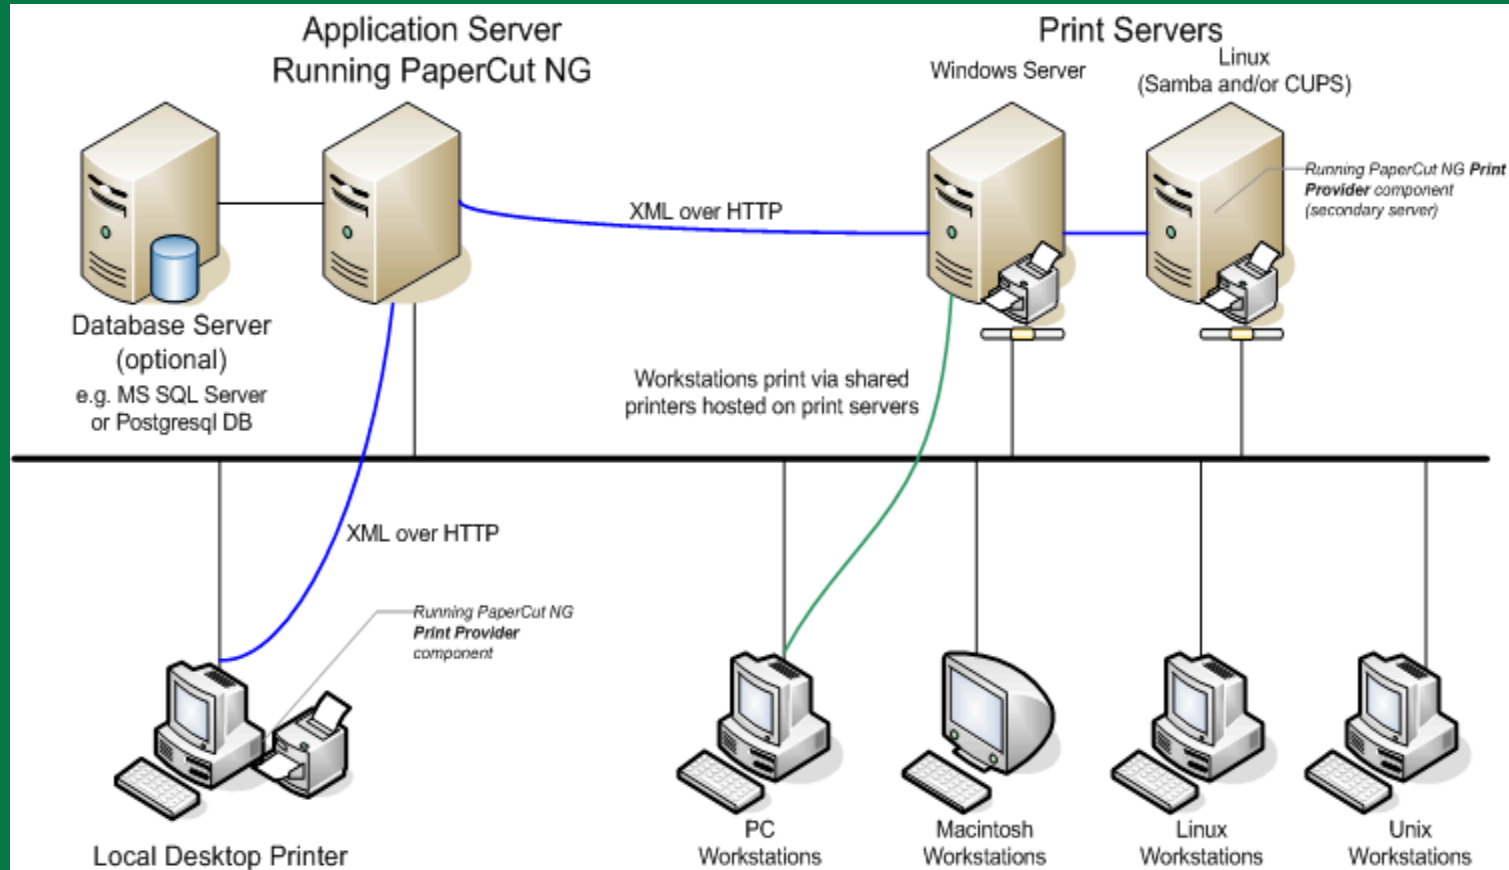 Application Server
Running PaperCut NG
Print Servers
Windows Server
Linux
(Samba and/or CUPS)
Running PaperCut NG Print
Provider component
(secondary server)
XML over HTTP
Database Server
(optional)
e.g. MS SQL Server
or Postgresql DB
Workstations print via shared
printers hosted on print servers
XML over HTTP
Running PaperCut NG
Print Provider
component
Local Desktop Printer
PC
Workstations
Macintosh
Workstations
Linux
Workstations
Unix
Workstations